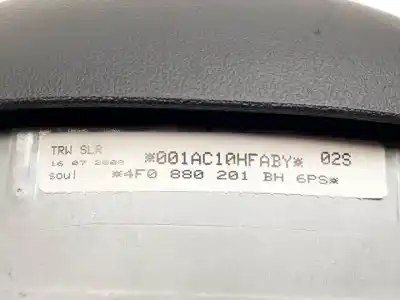 TRW SLR *001AC10HFABY* 02S
16 07 2008
soul *4F0 880 201 BH 6PS*